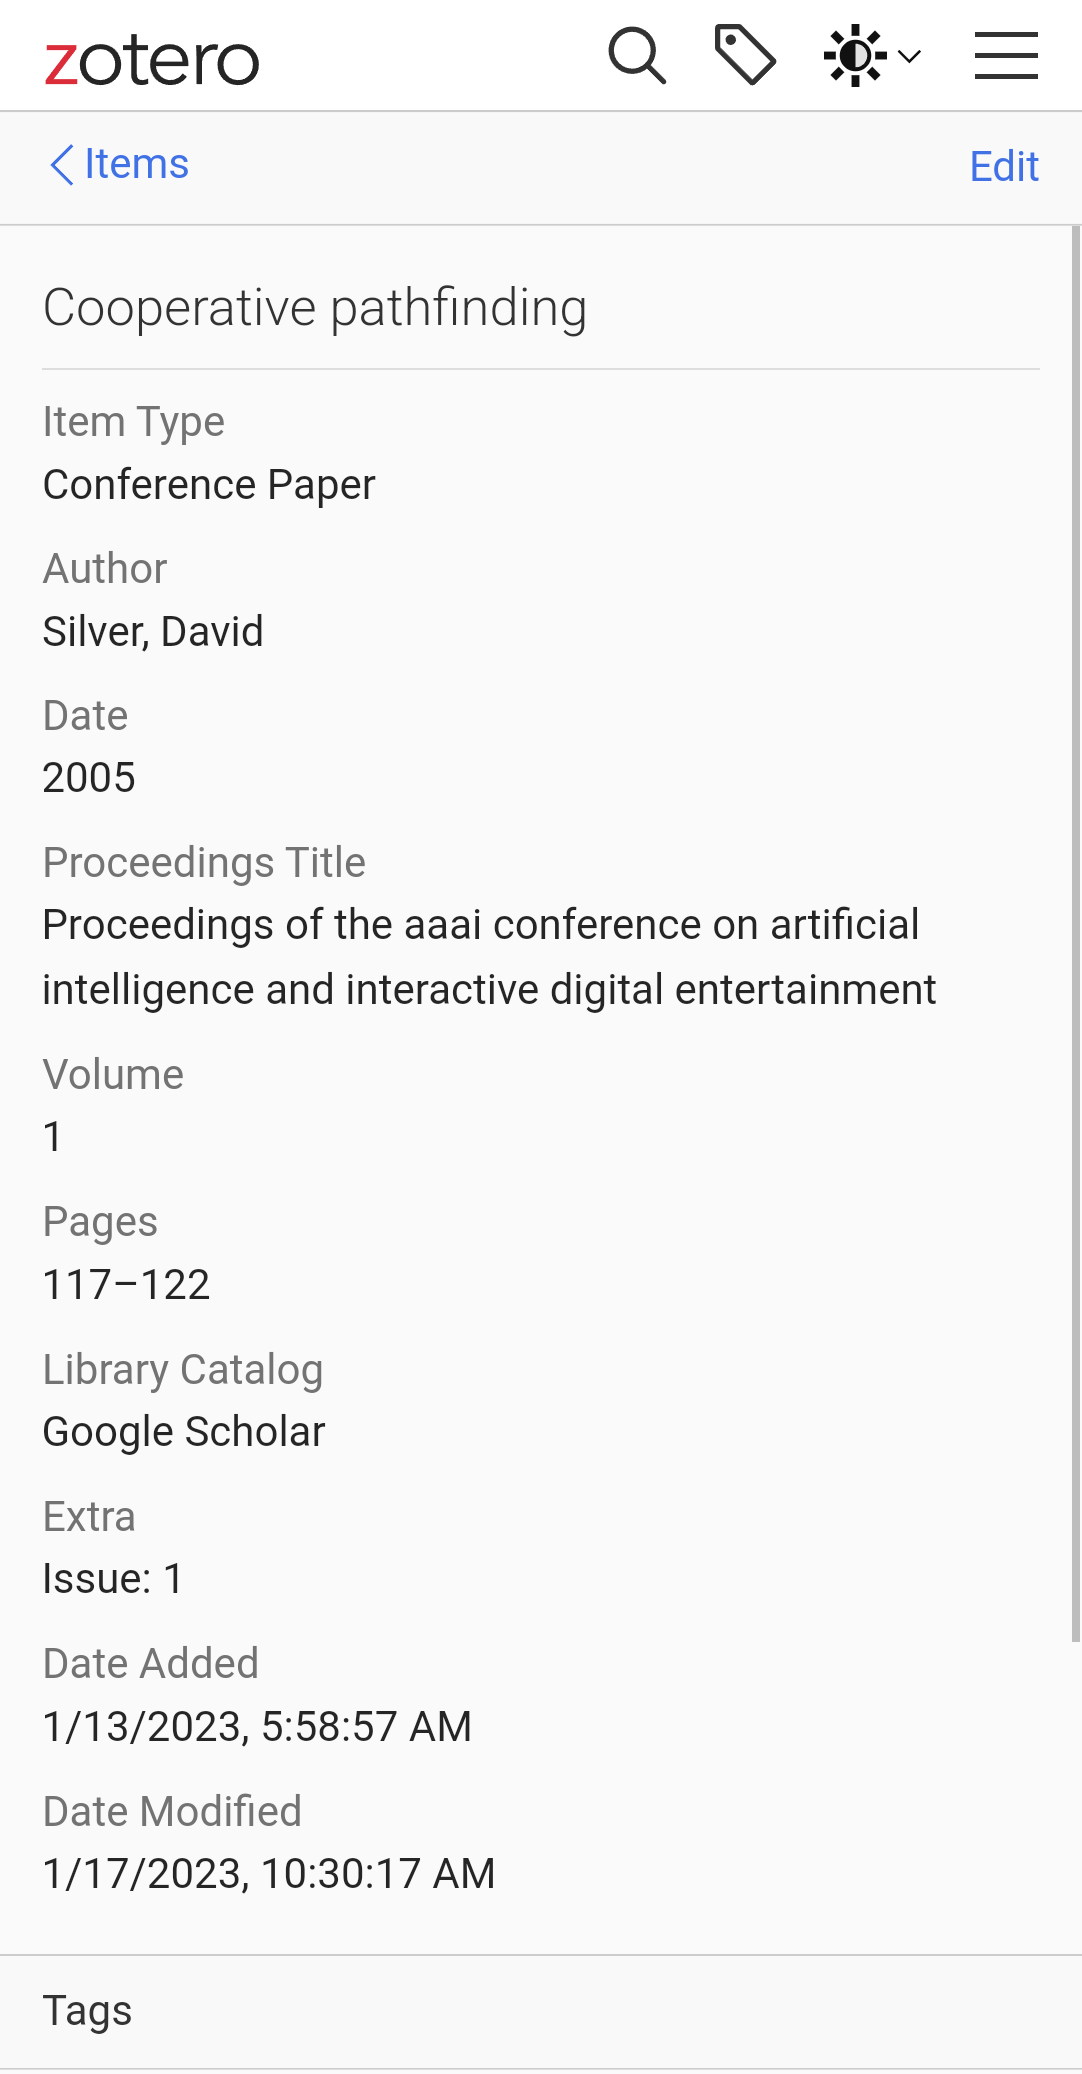 zotero
Items
Edit
Cooperative pathfinding
Item Type
Conference Paper
Author
Silver, David
Date
2005
Proceedings Title
Proceedings of the aaai conference on artificial
intelligence and interactive digital entertainment
Volume
1
Pages
117–122
Library Catalog
Google Scholar
Extra
Issue: 1
Date Added
1/13/2023, 5:58:57 AM
Date Modified
1/17/2023, 10:30:17 AM
Tags